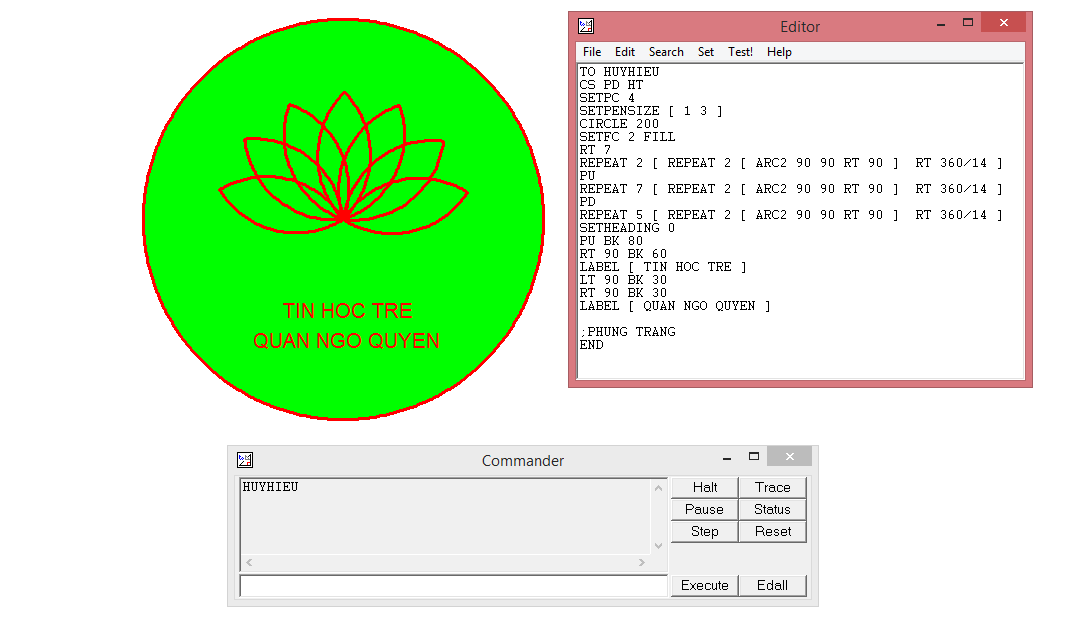 TIN HOC TRE
QUAN NGO QUYEN
Editor
File Edit Search Set Test! Help
TO HUYHIEU
CS PD HT
SETPC 4
SETPENSIZE [ 1 3 ]
CIRCLE 200
SETFC 2 FILL
RT 7
REPEAT 2 [ REPEAT 2 [ ARC2 90 90 RT 90 ]  RT 360/14 ]
PU
REPEAT 7 [ REPEAT 2 [ ARC2 90 90 RT 90 ]  RT 360/14 ]
PD
REPEAT 5 [ REPEAT 2 [ ARC2 90 90 RT 90 ]  RT 360/14 ]
SETHEADING 0
PU BK 80
RT 90 BK 60
LABEL [ TIN HOC TRE ]
LT 90 BK 30
RT 90 BK 30
LABEL [ QUAN NGO QUYEN ]
;PHUNG TRANG
END
Commander
HUYHIEU
Halt Trace
Pause Status
Step Reset
Execute Edall